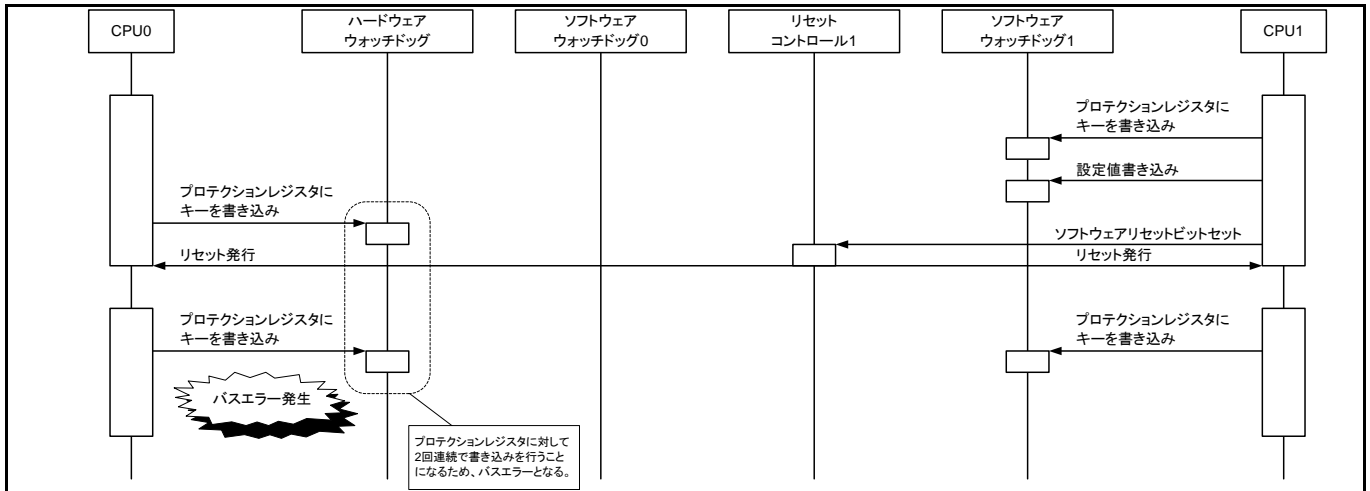 CPU0
ハードウェア
ウォッチドッグ
ソフトウェア
ウォッチドッグ0
リセット
コントロール1
ソフトウェア
ウォッチドッグ1
CPU1
プロテクションレジスタに
キーを書き込み
設定値書き込み
プロテクションレジスタに
キーを書き込み
ソフトウェアリセットビットセット
リセット発行
リセット発行
プロテクションレジスタに
キーを書き込み
プロテクションレジスタに
キーを書き込み
バスエラー発生
プロテクションレジスタに対して
2回連続で書き込みを行うこと
になるため、バスエラーとなる。